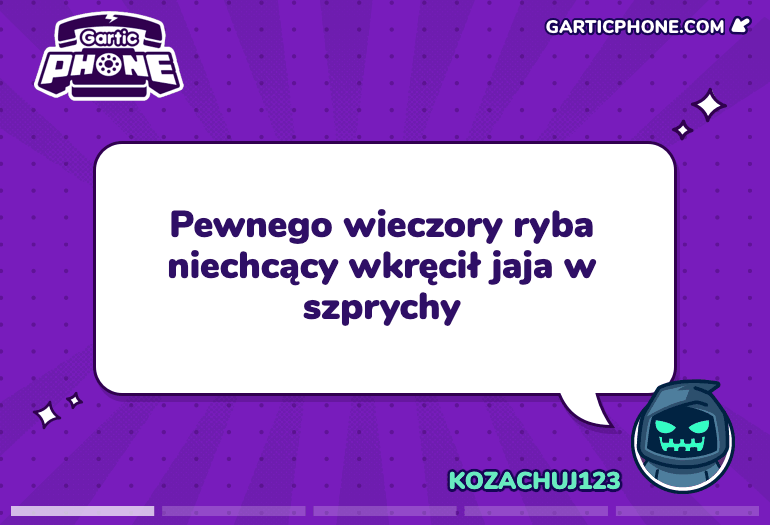 Gartic
PHONE
GARTICPHONE.COM
Pewnego wieczory ryba
niechcący wkręcił jaja w
szprychy
KOZACHUJ123